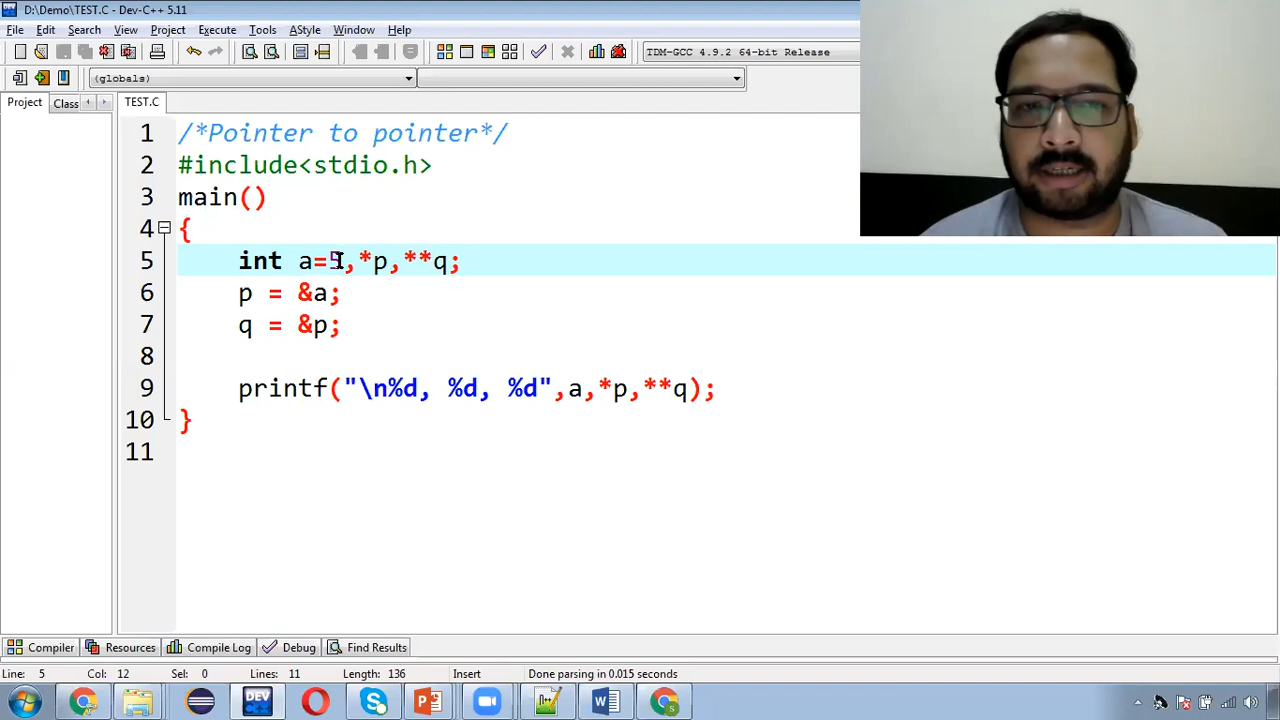 D:\Demo\TEST.C - Dev-C++ 5.11
File Edit Search View Project Execute Tools AStyle Window Help
TDM-GCC 4.9.2 64-bit Release
(globals)
Project Class TEST.C
1 /*Pointer to pointer*/
2 #include<stdio.h>
3 main()
4 {
5 int a=5,*p,**q;
6 p = &a;
7 q = &p;
8
9 printf("\n%d, %d, %d",a,*p,**q);
10 }
11
Compiler Resources Compile Log Debug Find Results
Line: 5 Col: 12 Sel: 0 Lines: 11 Length: 136 Insert Done parsing in 0.015 seconds